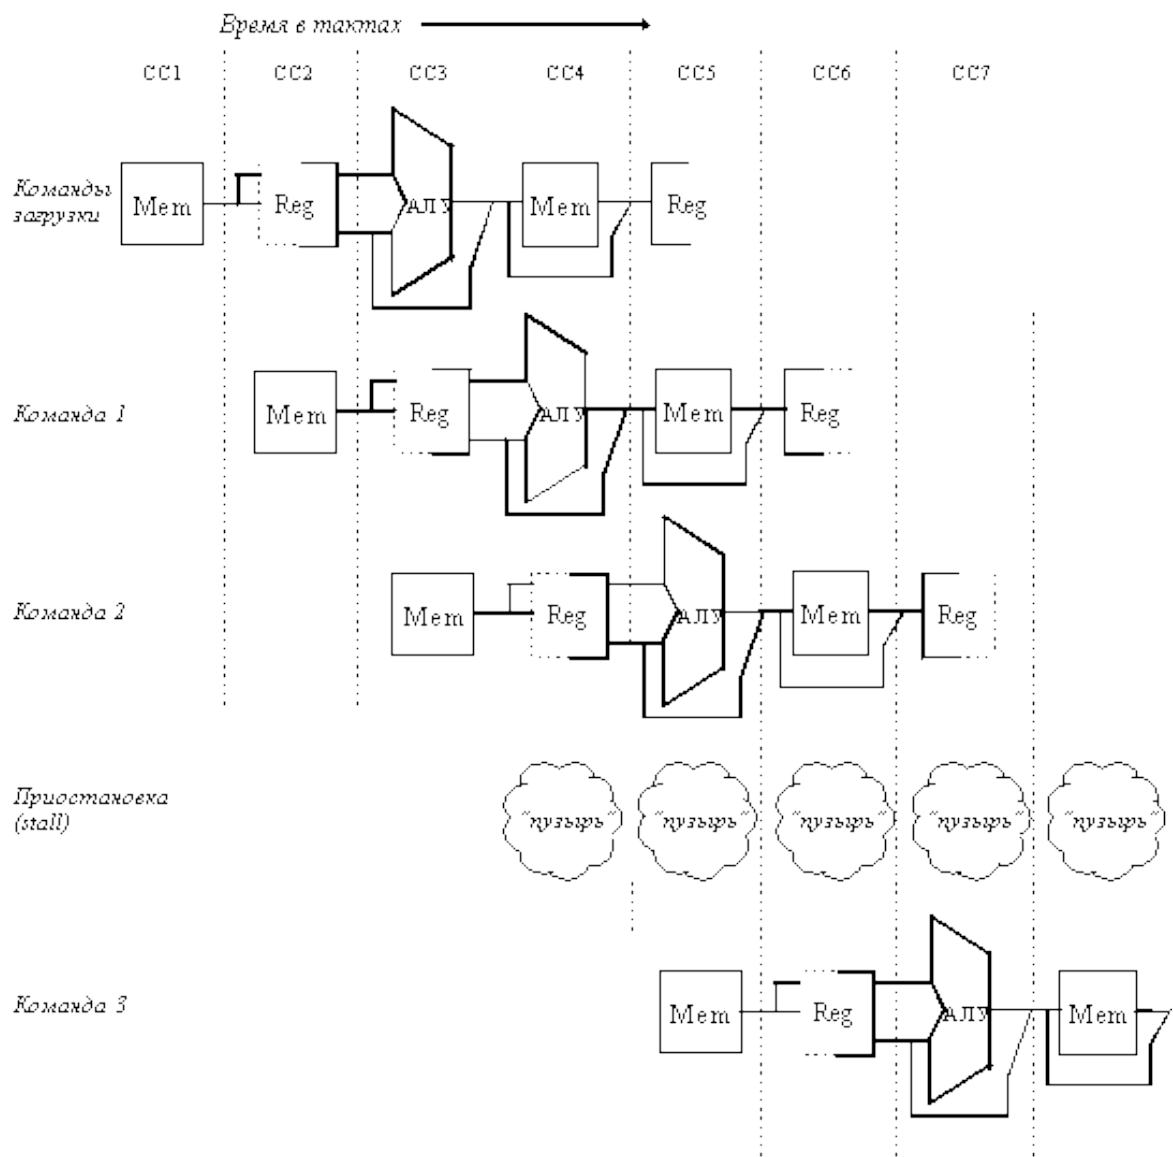 Время в тактах
CC1 CC2 CC3 CC4 CC5 CC6 CC7
Команды
загрузки
Mem Reg АЛУ Mem Reg
Команда 1
Mem Reg АЛУ Mem Reg
Команда 2
Mem Reg АЛУ Mem Reg
Приостановка
(stall)
"пузырь" "пузырь" "пузырь" "пузырь" "пузырь"
Команда 3
Mem Reg АЛУ Mem